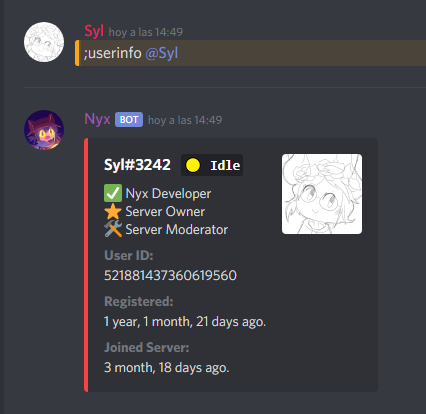 Syl hoy a las 14:49
;userinfo @Syl
Nyx BOT hoy a las 14:49
Syl#3242 Idle
Nyx Developer
Server Owner
Server Moderator
User ID:
521881437360619560
Registered:
1 year, 1 month, 21 days ago.
Joined Server:
3 month, 18 days ago.